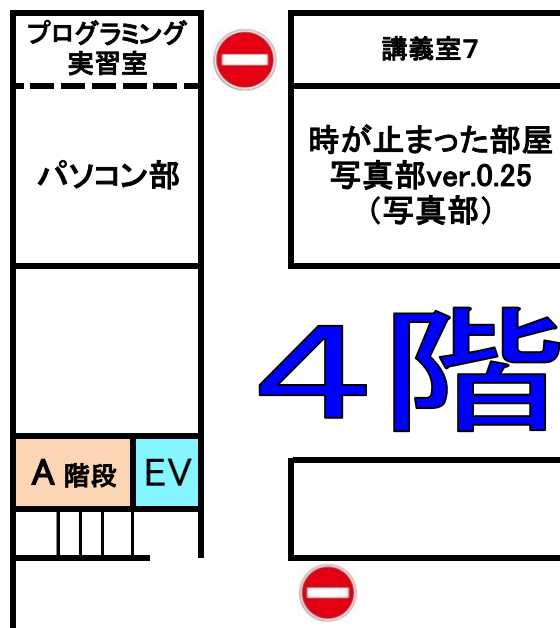 プログラミング
実習室
講義室7
パソコン部
時が止まった部屋
写真部ver.0.25
（写真部）
4階
A 階段
EV